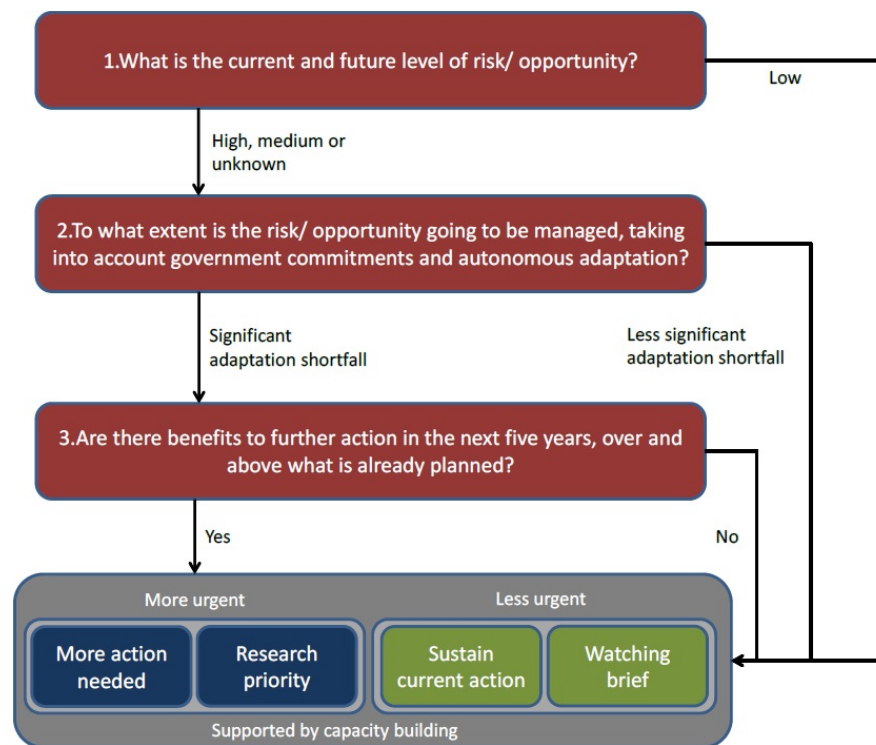 1.What is the current and future level of risk/ opportunity?
Low
High, medium or
unknown
2.To what extent is the risk/ opportunity going to be managed, taking
into account government commitments and autonomous adaptation?
Significant
adaptation shortfall
Less significant
adaptation shortfall
3.Are there benefits to further action in the next five years, over and
above what is already planned?
Yes
No
More urgent
Less urgent
More action
needed
Research
priority
Sustain
current action
Watching
brief
Supported by capacity building